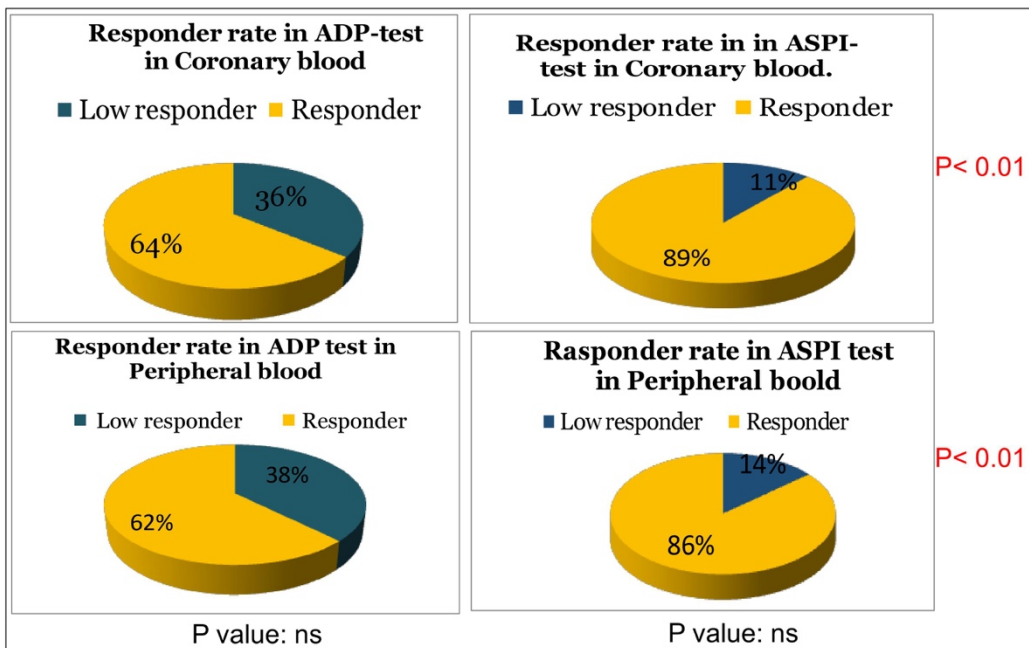 Responder rate in ADP-test
in Coronary blood
Low responder Responder
36%
64%
Responder rate in in ASPI-
test in Coronary blood.
Low responder Responder
11%
89%
P< 0.01
Responder rate in ADP test in
Peripheral blood
Low responder Responder
38%
62%
Rasponder rate in ASPI test
in Peripheral boold
Low responder Responder
14%
86%
P< 0.01
P value: ns
P value: ns